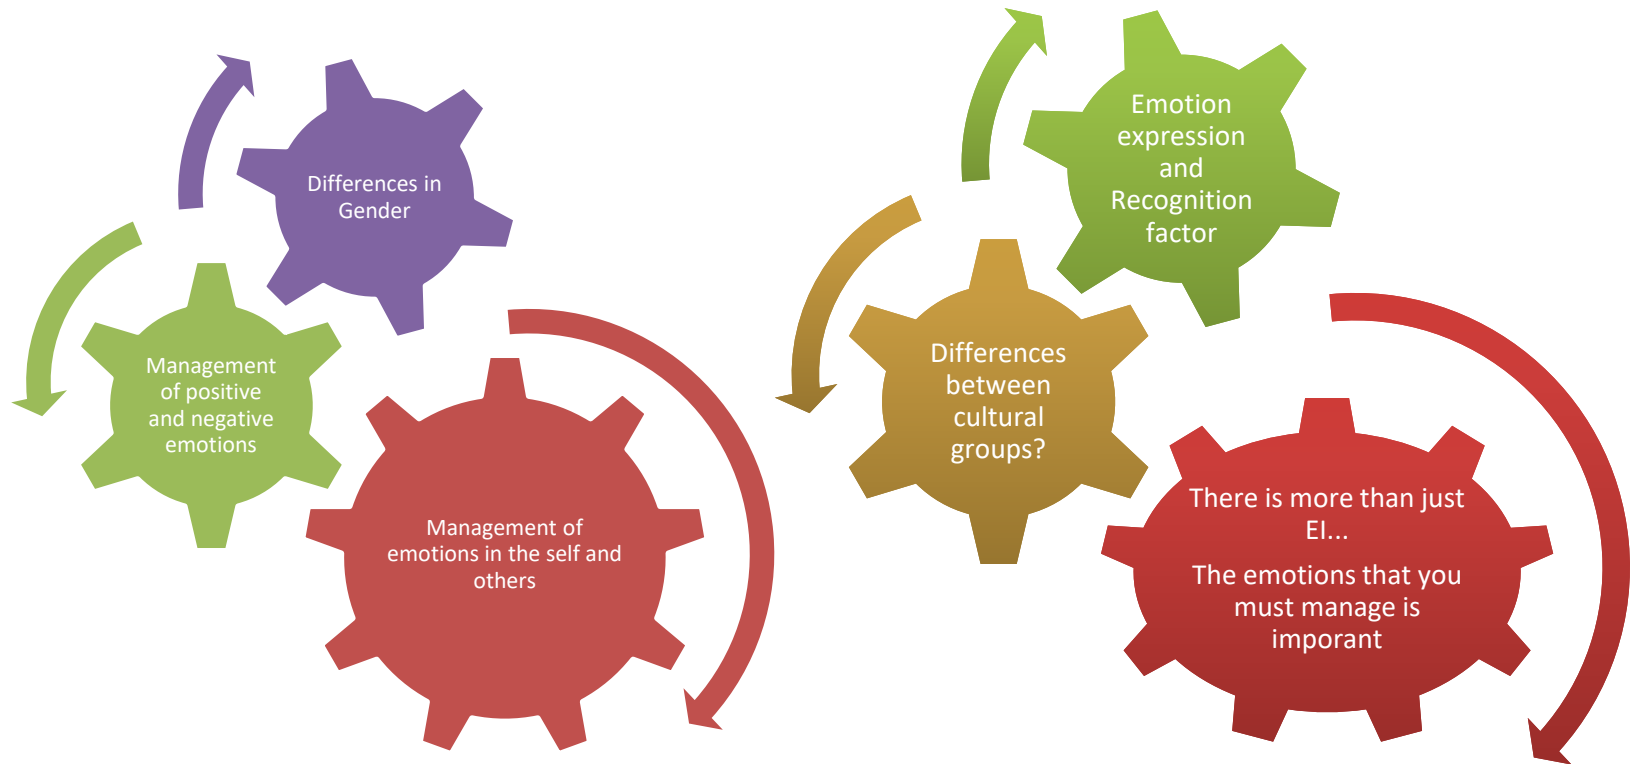 Differences in
Gender
Management
of positive
and negative
emotions
Management of
emotions in the self and
others
Emotion
expression
and
Recognition
factor
Differences
between
cultural
groups?
There is more than just
EI...
The emotions that you
must manage is
imporant